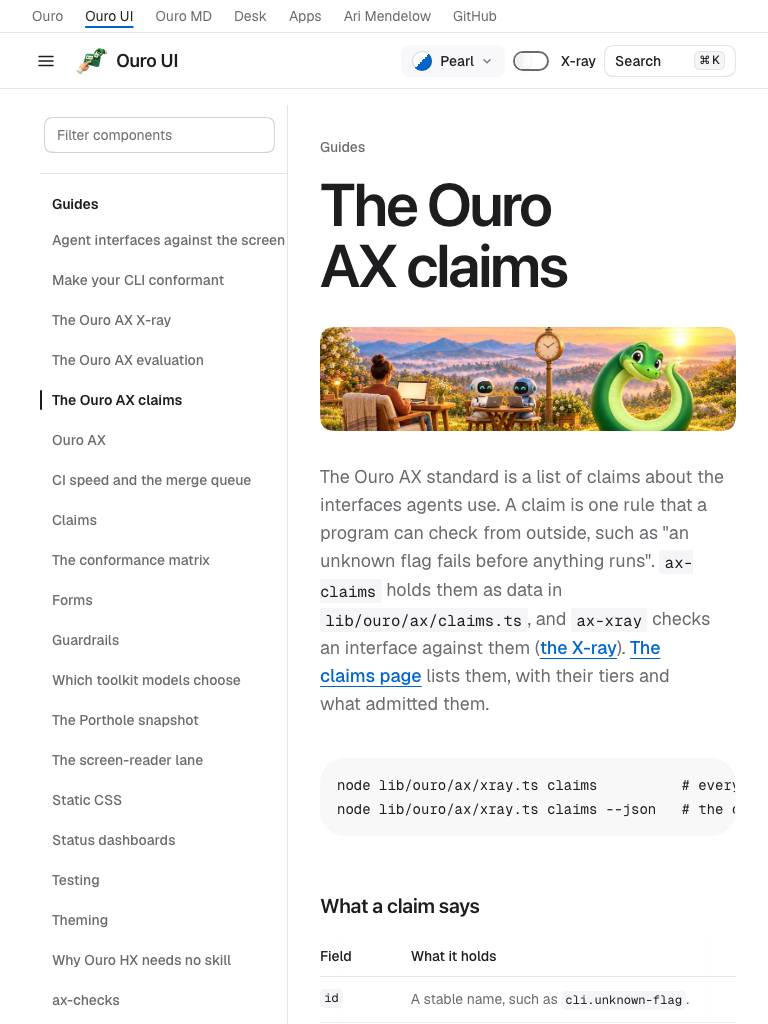 Ouro Ouro UI Ouro MD Desk Apps Ari Mendelow GitHub
Ouro UI Pearl X-ray Search ⌘ K
Filter components
Guides
Agent interfaces against the screen
Make your CLI conformant
The Ouro AX X-ray
The Ouro AX evaluation
The Ouro AX claims
Ouro AX
CI speed and the merge queue
Claims
The conformance matrix
Forms
Guardrails
Which toolkit models choose
The Porthole snapshot
The screen-reader lane
Static CSS
Status dashboards
Testing
Theming
Why Ouro HX needs no skill
ax-checks
Guides
The Ouro
AX claims
The Ouro AX standard is a list of claims about the
interfaces agents use. A claim is one rule that a
program can check from outside, such as "an
unknown flag fails before anything runs". ax-
claims holds them as data in
lib/ouro/ax/claims.ts, and ax-xray checks
an interface against them (the X-ray). The
claims page lists them, with their tiers and
what admitted them.
node lib/ouro/ax/xray.ts claims # every
node lib/ouro/ax/xray.ts claims --json # the
What a claim says
Field What it holds
id A stable name, such as cli.unknown-flag.